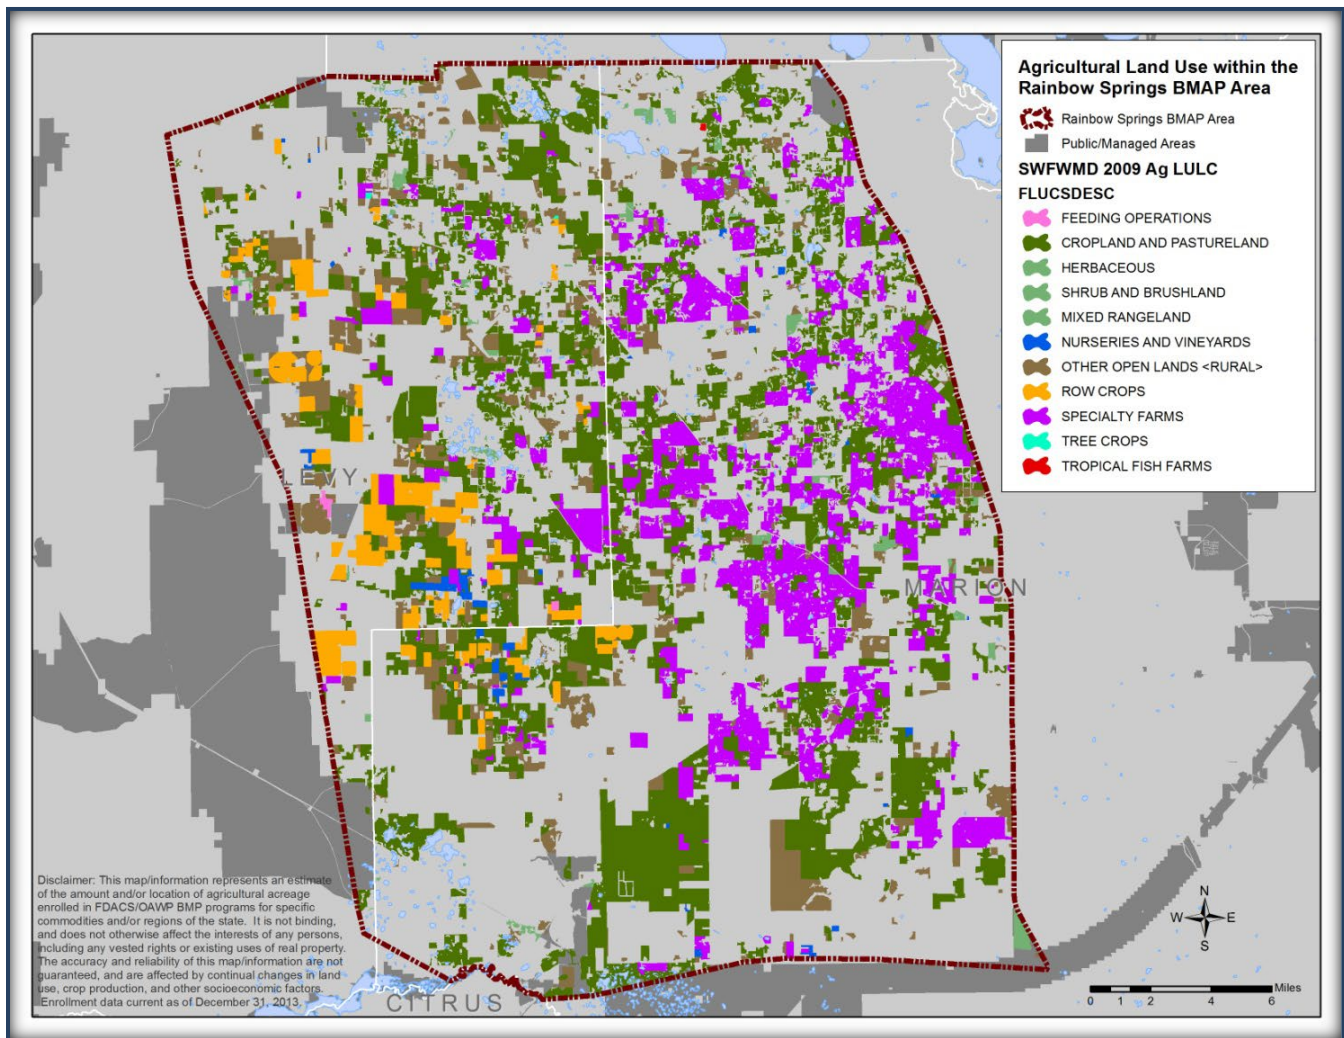 Agricultural Land Use within the
Rainbow Springs BMAP Area
Rainbow Springs BMAP Area
Public/Managed Areas
SWFWMD 2009 Ag LULC
FLUCSDESC
FEEDING OPERATIONS
CROPLAND AND PASTURELAND
HERBACEOUS
SHRUB AND BRUSHLAND
MIXED RANGELAND
NURSERIES AND VINEYARDS
OTHER OPEN LANDS <RURAL>
ROW CROPS
SPECIALTY FARMS
TREE CROPS
TROPICAL FISH FARMS
LEVY
MARION
Disclaimer: This map/information represents an estimate
of the amount and/or location of agricultural acreage
enrolled in FDACS/OAWP BMP programs for specific
commodities and/or regions of the state. It is not binding,
and does not otherwise affect the interests of any persons,
including any vested rights or existing uses of real property.
The accuracy and reliability of this map/information are not
guaranteed, and are affected by continual changes in land
use, crop production, and other socioeconomic factors.
Enrollment data current as of December 31, 2013.
CITRUS
N
W E
S
Miles
0 1 2 4 6